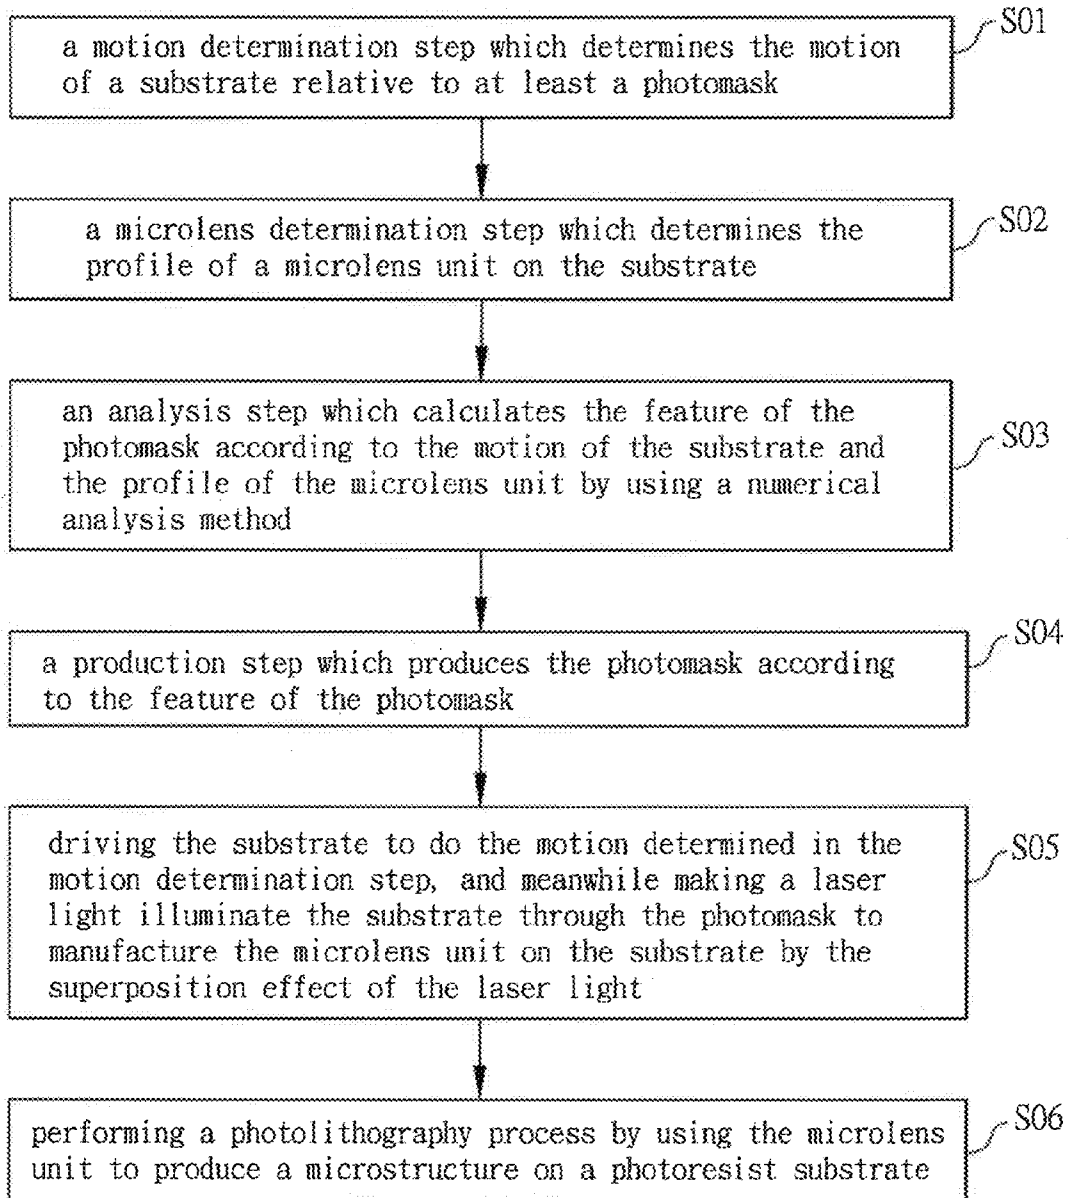 S01
a motion determination step which determines the motion
of a substrate relative to at least a photomask
S02
a microlens determination step which determines the
profile of a microlens unit on the substrate
an analysis step which calculates the feature of the
photomask according to the motion of the substrate and
the profile of the microlens unit by using a numerical
analysis method
S03
S04
a production step which produces the photomask according
to the feature of the photomask
driving the substrate to do the motion determined in the
motion determination step, and meanwhile making a laser
light illuminate the substrate through the photomask to
manufacture the microlens unit on the substrate by the
superposition effect of the laser light
S05
S06
performing a photolithography process by using the microlens
unit to produce a microstructure on a photoresist substrate